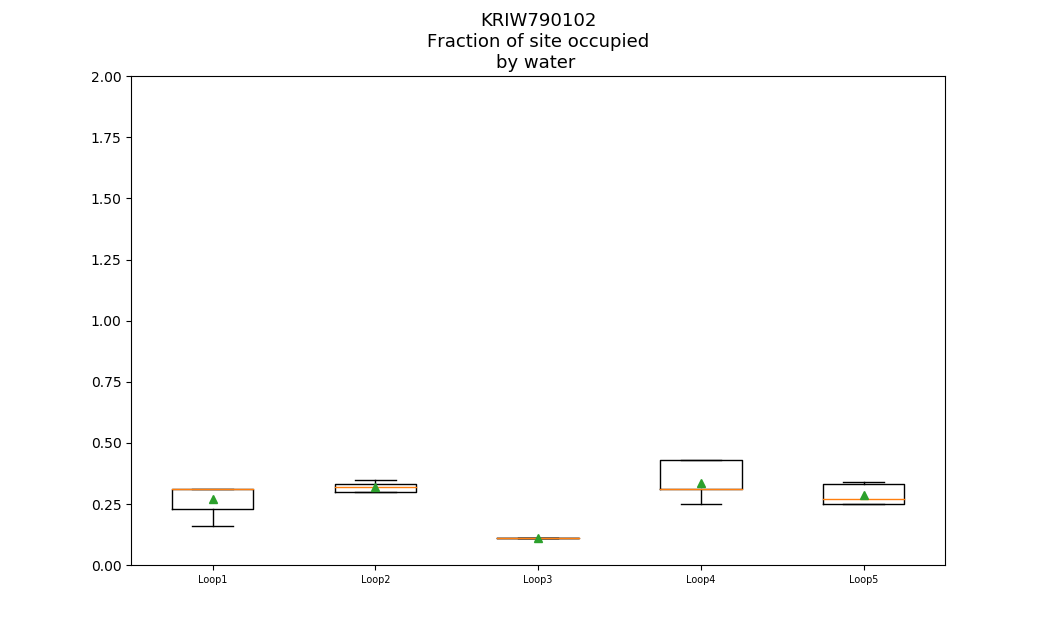 KRIW790102
Fraction of site occupied
by water
2.00
1.75
1.50
1.25
1.00
0.75
0.50
0.25
0.00
Loop1
Loop2
Loop3
Loop4
Loop5